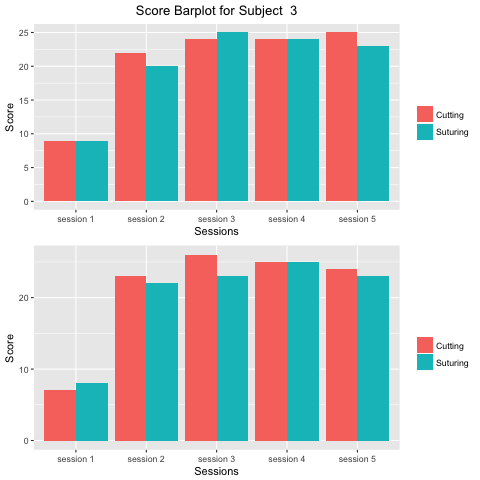 Score Barplot for Subject  3
25
20
15
10
5
0
Score
session 1 session 2 session 3 session 4 session 5
Sessions
Cutting
Suturing
20
10
0
Score
session 1 session 2 session 3 session 4 session 5
Sessions
Cutting
Suturing